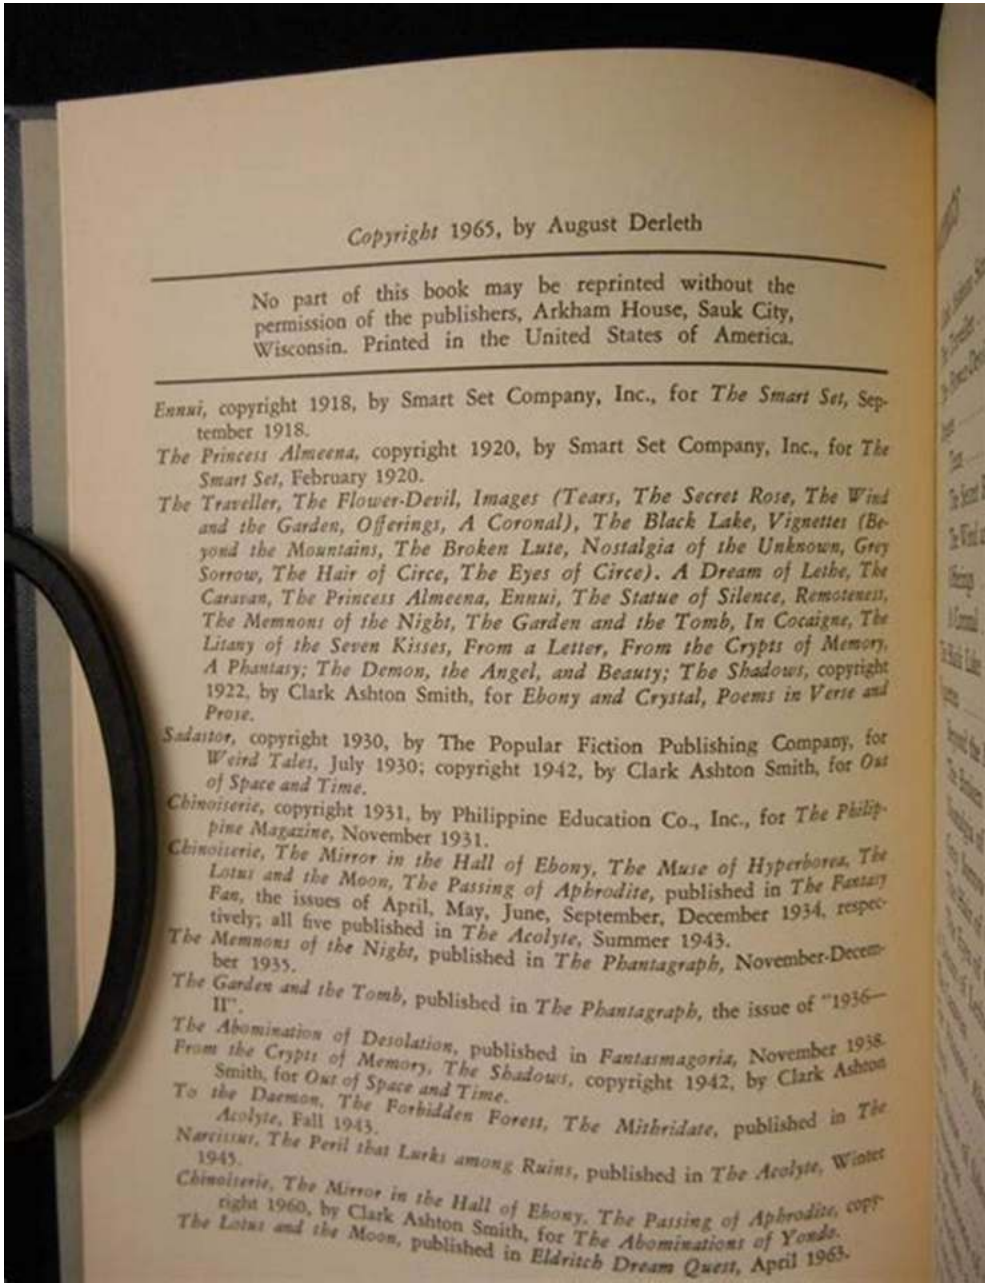 Copyright 1965, by August Derleth
No part of this book may be reprinted without the
permission of the publishers, Arkham House, Sauk City,
Wisconsin. Printed in the United States of America.
Ennui, copyright 1918, by Smart Set Company, Inc., for The Smart Set, Sep-
tember 1918.
The Princess Almeena, copyright 1920, by Smart Set Company, Inc., for The
Smart Set, February 1920.
The Traveller, The Flower-Devil, Images (Tears, The Secret Rose, The Wind
and the Garden, Offerings, A Coronal), The Black Lake, Vignettes (Be-
yond the Mountains, The Broken Lute, Nostalgia of the Unknown, Grey
Sorrow, The Hair of Circe, The Eyes of Circe). A Dream of Lethe, The
Caravan, The Princess Almeena, Ennui, The Statue of Silence, Remoteness,
The Memnons of the Night, The Garden and the Tomb, In Cocaigne, The
Litany of the Seven Kisses, From a Letter, From the Crypts of Memory,
A Phantasy; The Demon, the Angel, and Beauty; The Shadows, copyright
1922, by Clark Ashton Smith, for Ebony and Crystal, Poems in Verse and
Prose.
Sadastor, copyright 1930, by The Popular Fiction Publishing Company, for
Weird Tales, July 1930; copyright 1942, by Clark Ashton Smith, for Out
of Space and Time.
Chinoiserie, copyright 1931, by Philippine Education Co., Inc., for The Philip-
pine Magazine, November 1931.
Chinoiserie, The Mirror in the Hall of Ebony, The Muse of Hyperborea, The
Lotus and the Moon, The Passing of Aphrodite, published in The Fantasy
Fan, the issues of April, May, June, September, December 1934, respec-
tively; all five published in The Acolyte, Summer 1943.
The Memnons of the Night, published in The Phantagraph, November-Decem-
ber 1935.
The Garden and the Tomb, published in The Phantagraph, the issue of "1936—
II".
The Abomination of Desolation, published in Fantasmagoria, November 1938.
From the Crypts of Memory, The Shadows, copyright 1942, by Clark Ashton
Smith, for Out of Space and Time.
To the Daemon, The Forbidden Forest, The Mithridate, published in The
Acolyte, Fall 1943.
Narcissus, The Peril that Lurks among Ruins, published in The Acolyte, Winter
1945.
Chinoiserie, The Mirror in the Hall of Ebony, The Passing of Aphrodite, copy-
right 1960, by Clark Ashton Smith, for The Abominations of Yondo.
The Lotus and the Moon, published in Eldritch Dream Quest, April 1963.